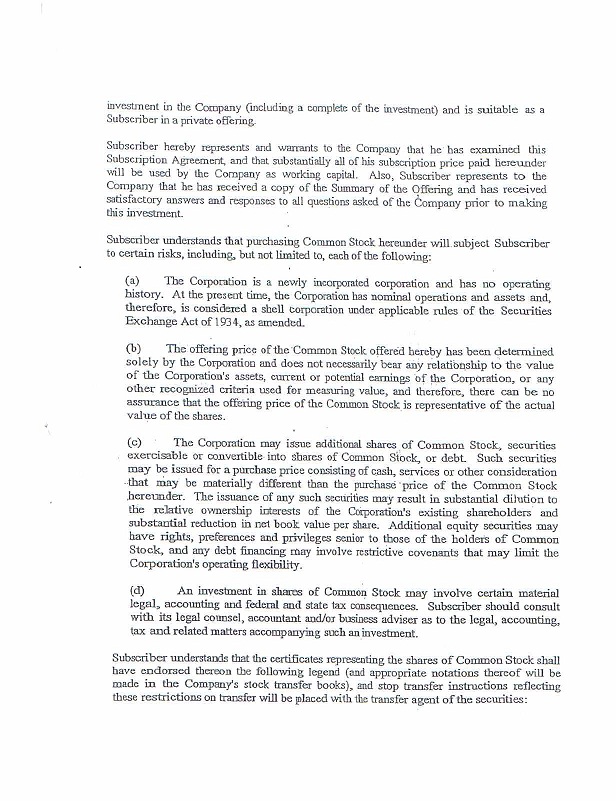 investment in the Company (including a complete of the investment) and is suitable as a
Subscriber in a private offering.
Subscriber hereby represents and warrants to the Company that he has examined this
Subscription Agreement, and that substantially all of his subscription price paid hereunder
will be used by the Company as working capital. Also, Subscriber represents to the
Company that he has received a copy of the Summary of the Offering and has received
satisfactory answers and responses to all questions asked of the Company prior to making
this investment.
Subscriber understands that purchasing Common Stock hereunder will subject Subscriber
to certain risks, including, but not limited to, each of the following:
(a) The Corporation is a newly incorporated corporation and has no operating
history. At the present time, the Corporation has nominal operations and assets and,
therefore, is considered a shell corporation under applicable rules of the Securities
Exchange Act of 1934, as amended.
(b) The offering price of the Common Stock offered hereby has been determined
solely by the Corporation and does not necessarily bear any relationship to the value
of the Corporation's assets, current or potential earnings of the Corporation, or any
other recognized criteria used for measuring value, and therefore, there can be no
assurance that the offering price of the Common Stock is representative of the actual
value of the shares.
(c) The Corporation may issue additional shares of Common Stock, securities
exercisable or convertible into shares of Common Stock, or debt. Such securities
may be issued for a purchase price consisting of cash, services or other consideration
that may be materially different than the purchase price of the Common Stock
hereunder. The issuance of any such securities may result in substantial dilution to
the relative ownership interests of the Corporation's existing shareholders and
substantial reduction in net book value per share. Additional equity securities may
have rights, preferences and privileges senior to those of the holders of Common
Stock, and any debt financing may involve restrictive covenants that may limit the
Corporation's operating flexibility.
(d) An investment in shares of Common Stock may involve certain material
legal, accounting and federal and state tax consequences. Subscriber should consult
with its legal counsel, accountant and/or business adviser as to the legal, accounting,
tax and related matters accompanying such an investment.
Subscriber understands that the certificates representing the shares of Common Stock shall
have endorsed thereon the following legend (and appropriate notations thereof will be
made in the Company's stock transfer books), and stop transfer instructions reflecting
these restrictions on transfer will be placed with the transfer agent of the securities: